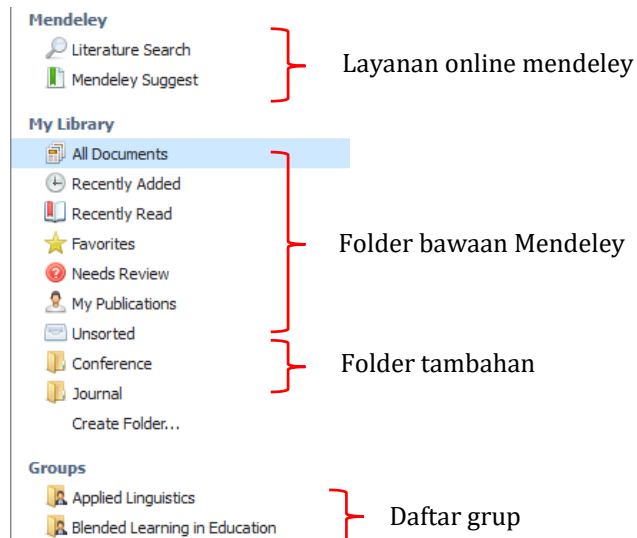 Mendeley
Literature Search
Mendeley Suggest
Layanan online mendeley
My Library
All Documents
Recently Added
Recently Read
Favorites
Needs Review
My Publications
Unsorted
Folder bawaan Mendeley
Conference
Journal
Folder tambahan
Create Folder...
Groups
Applied Linguistics
Blended Learning in Education
Daftar grup